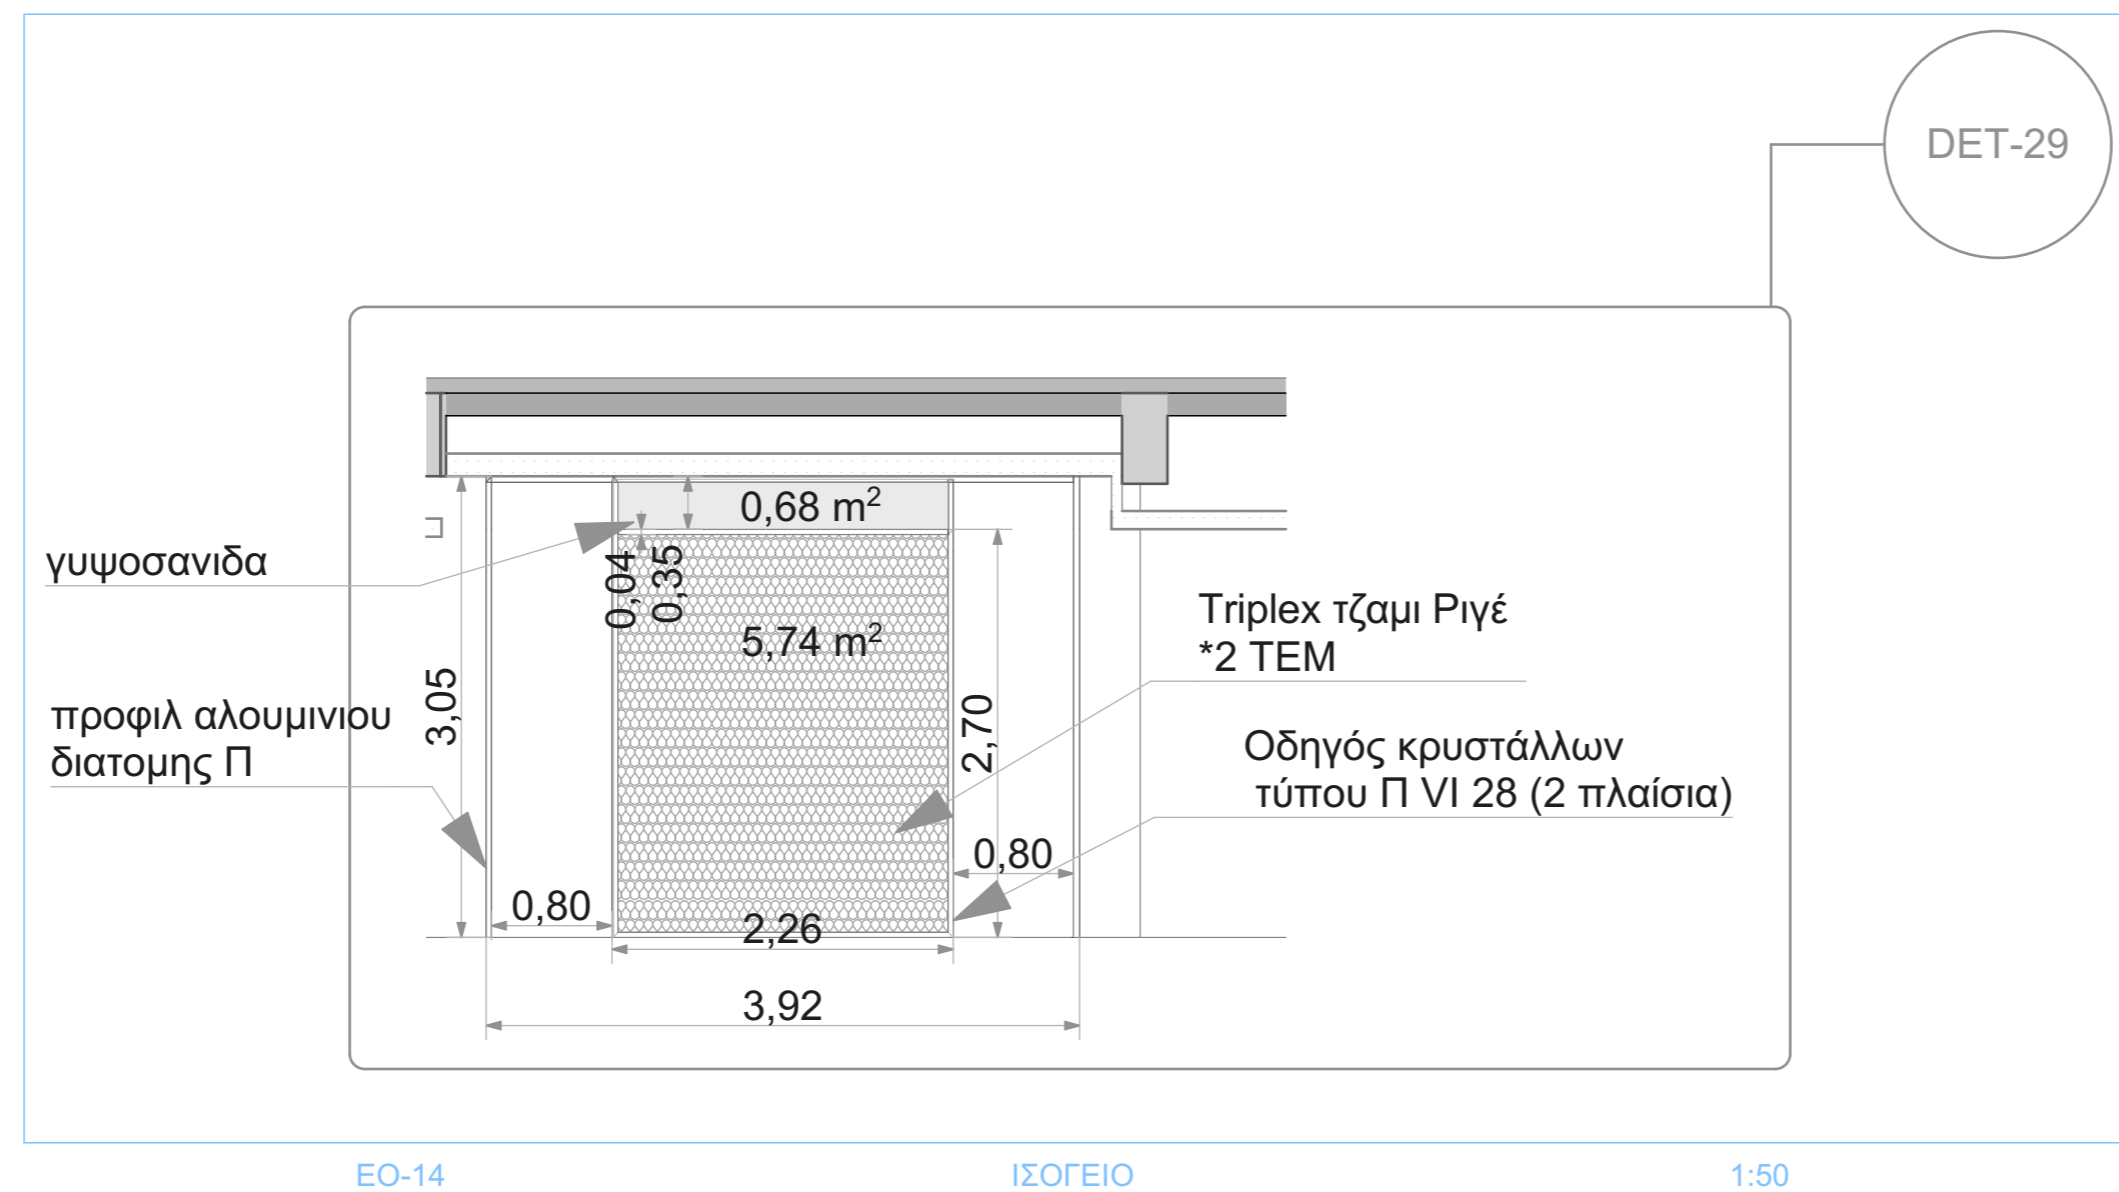 DET-29
0,68 m²
γυψοσανιδα
0,04
0,35
5,74 m²
Triplex τζαμι Ριγέ
*2 ΤΕΜ
3,05
προφιλ αλουμινιου
διατομης Π
2,70
Οδηγός κρυστάλλων
τύπου Π VI 28 (2 πλαίσια)
0,80
0,80
2,26
3,92
ΕΟ-14
ΙΣΟΓΕΙΟ
1:50